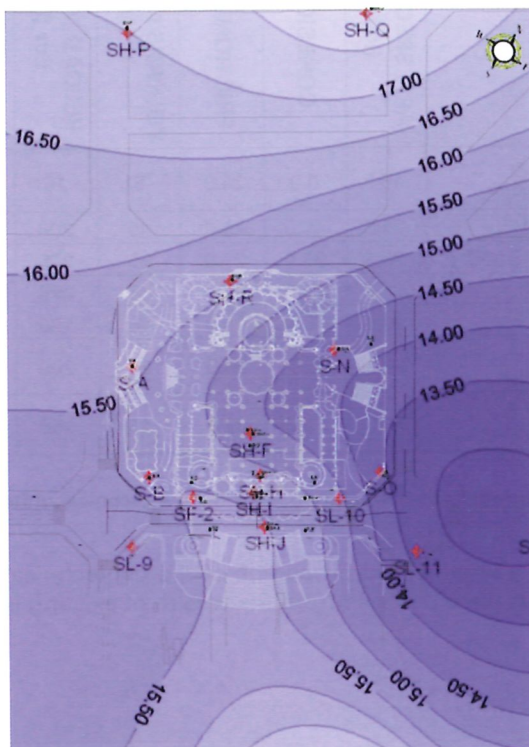 SH-Q
SH-P
17.00
16.50
16.50
16.00
15.50
15.00
16.00
14.50
SH-R
14.00
S-N
S-A
13.50
15.50
SH-F
S-B
SH-H
S-O
SF-2
SH-I
SL-10
SH-J
SL-9
SL-11
14.00
15.50
15.50
15.00
14.50